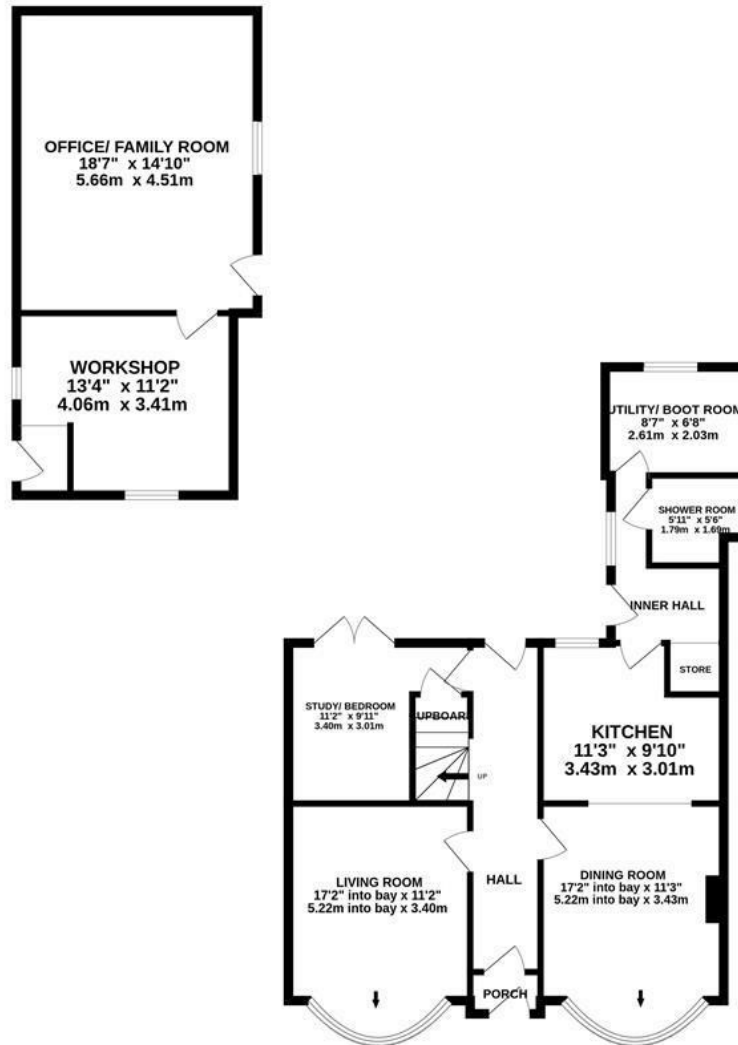 OFFICE/ FAMILY ROOM
18'7" x 14'10"
5.66m x 4.51m
WORKSHOP
13'4" x 11'2"
4.06m x 3.41m
UTILITY/ BOOT ROOM
8'7" x 6'8"
2.61m x 2.03m
SHOWER ROOM
5'11" x 5'6"
1.79m x 1.69m
INNER HALL
STORE
STUDY/ BEDROOM
11'2" x 9'11"
3.40m x 3.01m
UPBOAR
UP
KITCHEN
11'3" x 9'10"
3.43m x 3.01m
LIVING ROOM
17'2" into bay x 11'2"
5.22m into bay x 3.40m
HALL
DINING ROOM
17'2" into bay x 11'3"
5.22m into bay x 3.43m
PORCH